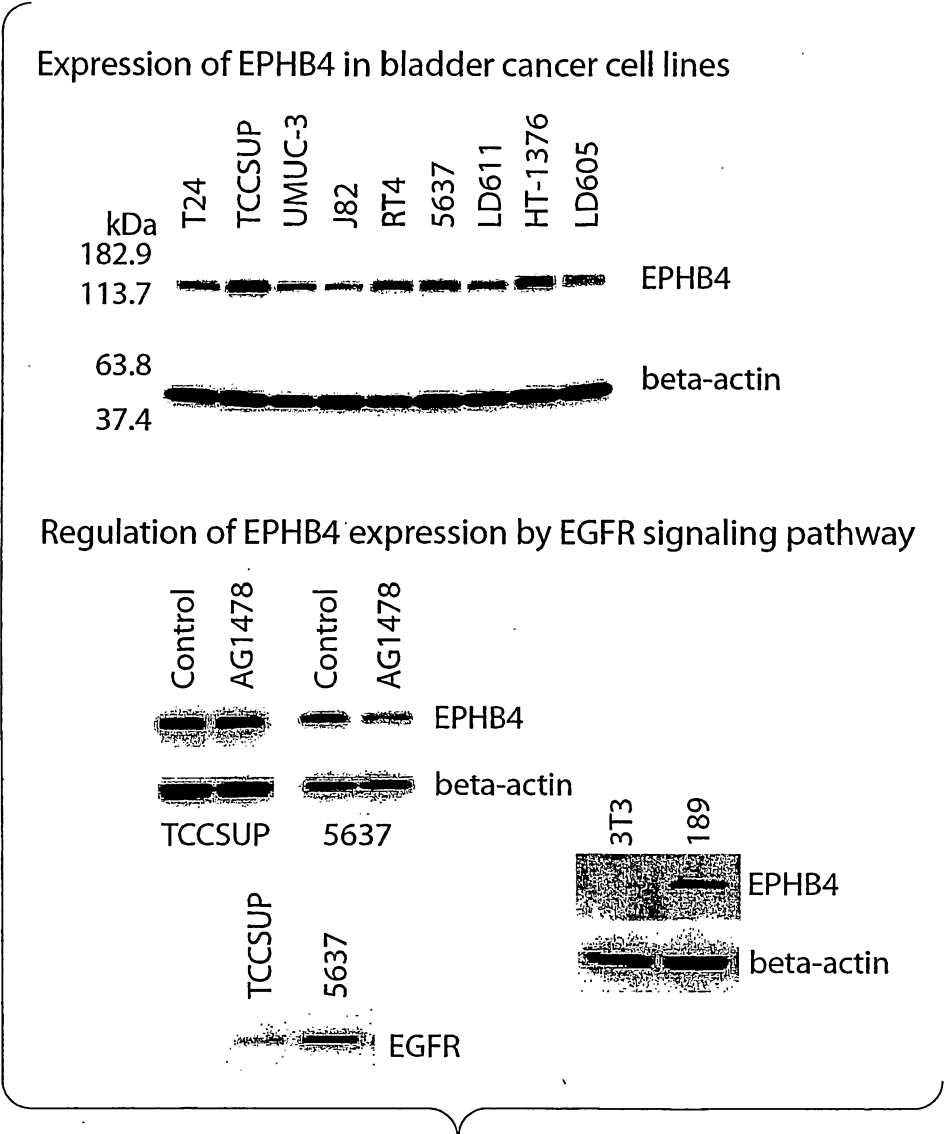 Expression of EPHB4 in bladder cancer cell lines
T24 TCCSUP UMUC-3 J82 RT4 5637 LD611 HT-1376 LD605
kDa
182.9
EPHB4
113.7
63.8
beta-actin
37.4
Regulation of EPHB4 expression by EGFR signaling pathway
Control AG1478 Control AG1478
EPHB4
beta-actin
TCCSUP 5637
3T3 189
EPHB4
beta-actin
TCCSUP 5637
EGFR